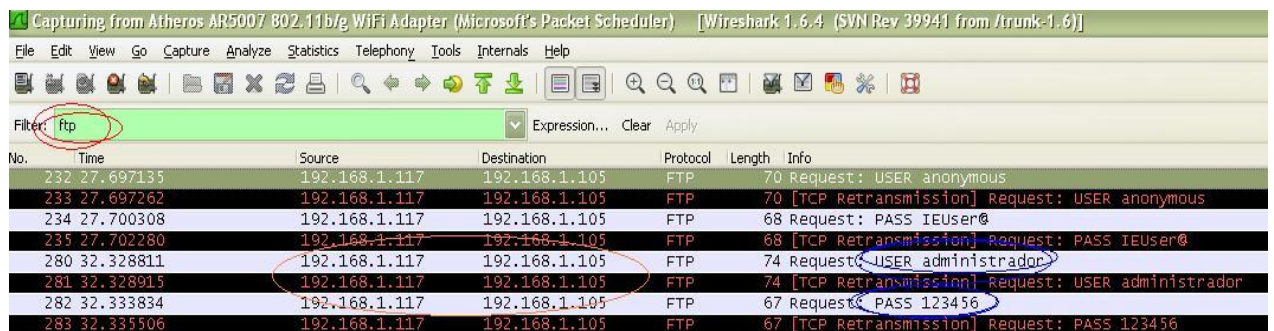 Capturing from Atheros AR5007 802.11b/g WiFi Adapter (Microsoft's Packet Scheduler) [Wireshark 1.6.4 (SVN Rev 39941 from /trunk-1.6)]
File Edit View Go Capture Analyze Statistics Telephony Tools Internals Help
Filter: ftp Expression... Clear Apply
No. Time Source Destination Protocol Length Info
232 27.697135 192.168.1.117 192.168.1.105 FTP 70 Request: USER anonymous
233 27.697262 192.168.1.117 192.168.1.105 FTP 70 [TCP Retransmission] Request: USER anonymous
234 27.700308 192.168.1.117 192.168.1.105 FTP 68 Request: PASS IEUser@
235 27.702280 192.168.1.117 192.168.1.105 FTP 68 [TCP Retransmission] Request: PASS IEUser@
280 32.328811 192.168.1.117 192.168.1.105 FTP 74 Request: USER administrador
281 32.328915 192.168.1.117 192.168.1.105 FTP 74 [TCP Retransmission] Request: USER administrador
282 32.333834 192.168.1.117 192.168.1.105 FTP 67 Request: PASS 123456
283 32.335506 192.168.1.117 192.168.1.105 FTP 67 [TCP Retransmission] Request: PASS 123456